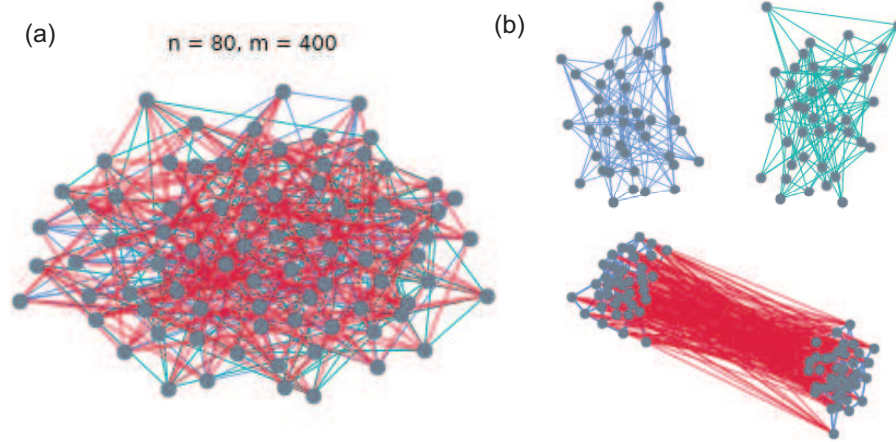 (a)
n = 80, m = 400
(b)